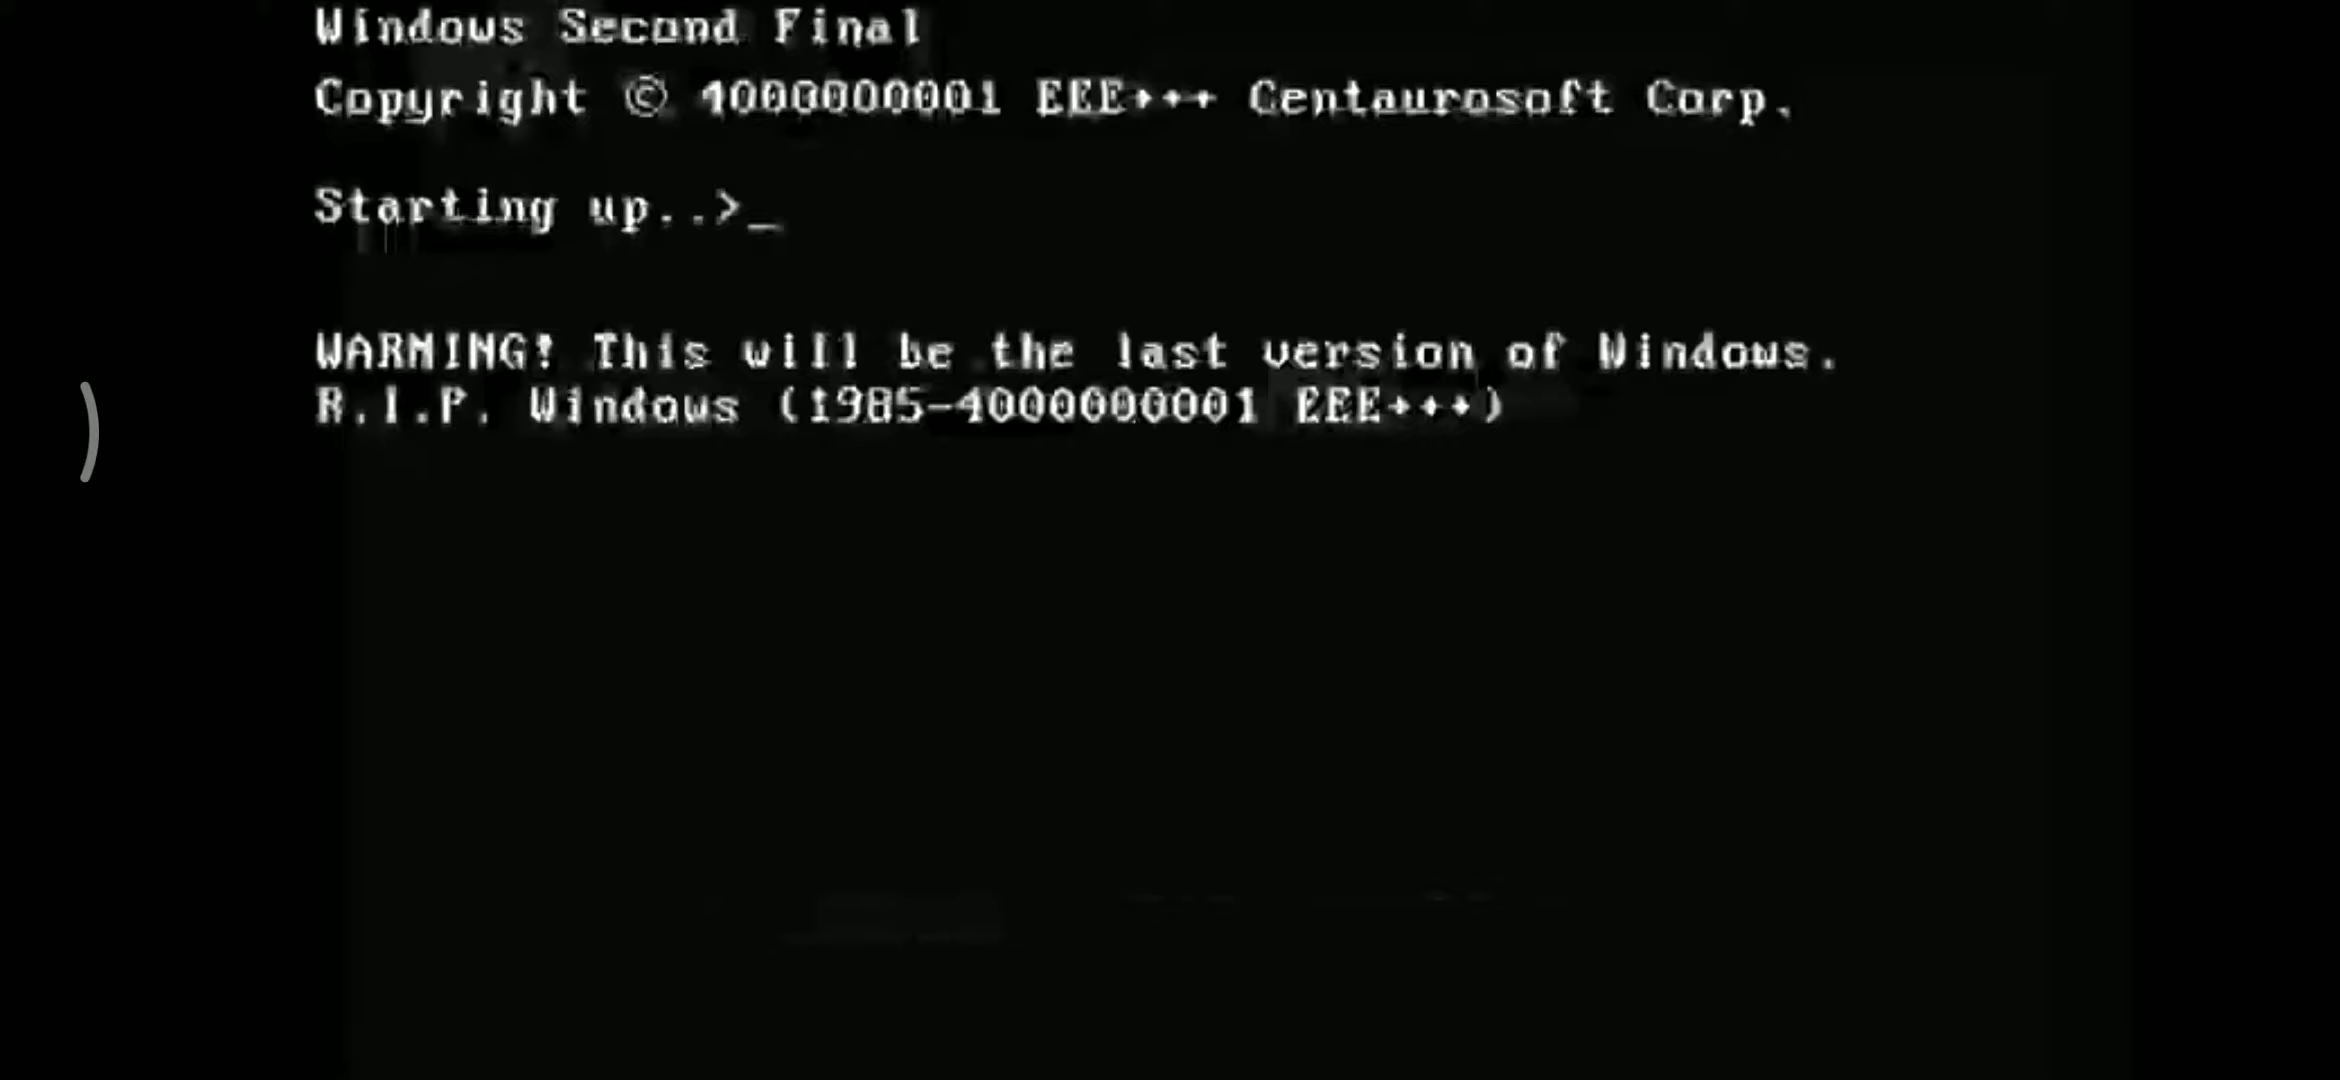 Windows Second Final
Copyright © 4000000001 EEE+++ Centaurosoft Corp.
Starting up..>_
WARNING! This will be the last version of Windows.
R.I.P. Windows (1985-4000000001 EEE+++)